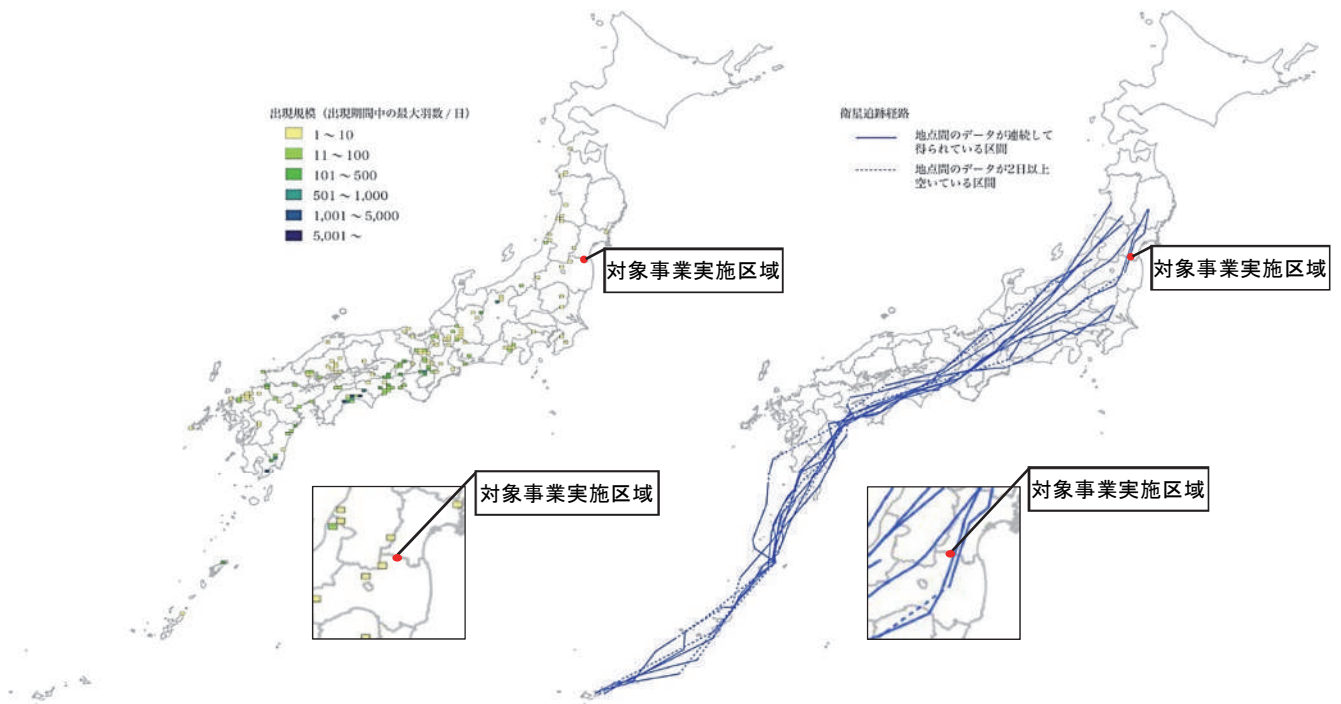 出現規模（出現期間中の最大羽数 / 日）
1 ～ 10
11 ～ 100
101 ～ 500
501 ～ 1,000
1,001 ～ 5,000
5,001 ～
対象事業実施区域
対象事業実施区域
衛星追跡経路
地点間のデータが連続して
得られている区間
地点間のデータが2日以上
空いている区間
対象事業実施区域
対象事業実施区域